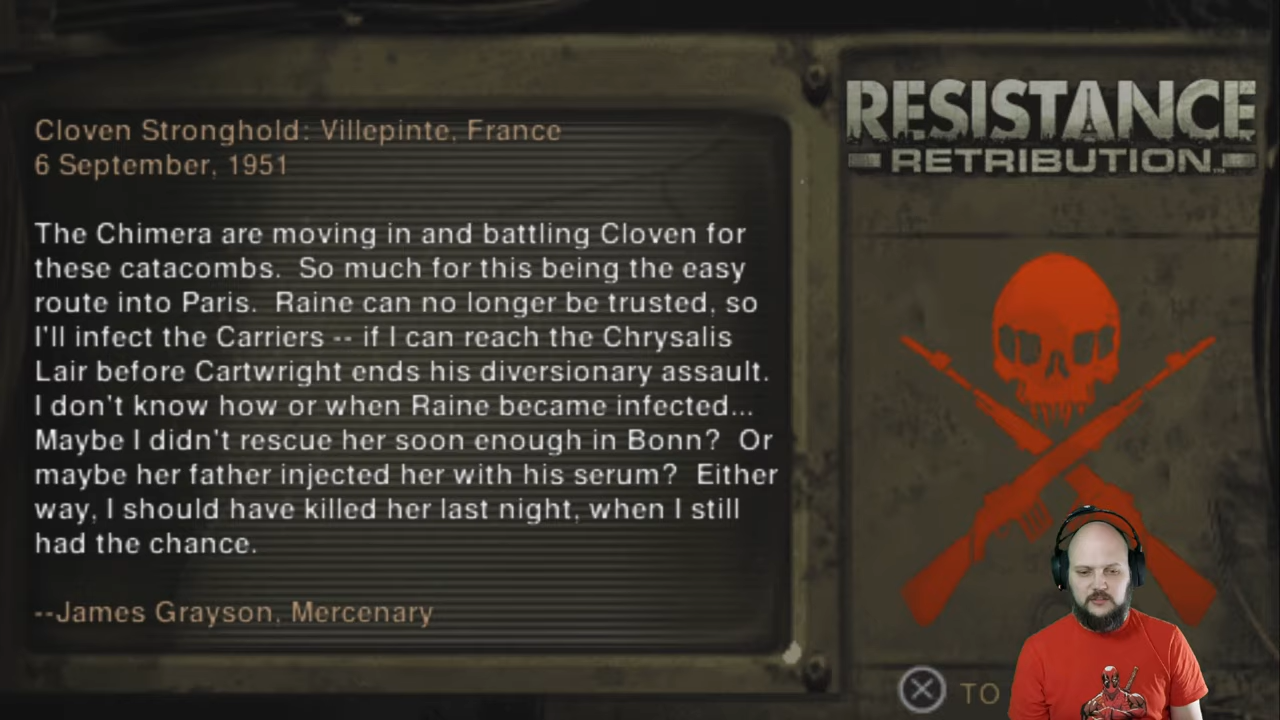 Cloven Stronghold: Villepinte, France
6 September, 1951
The Chimera are moving in and battling Cloven for
these catacombs.  So much for this being the easy
route into Paris.  Raine can no longer be trusted, so
I'll infect the Carriers -- if I can reach the Chrysalis
Lair before Cartwright ends his diversionary assault.
I don't know how or when Raine became infected...
Maybe I didn't rescue her soon enough in Bonn?  Or
maybe her father injected her with his serum?  Either
way, I should have killed her last night, when I still
had the chance.
--James Grayson, Mercenary
RESISTANCE
RETRIBUTION
TO